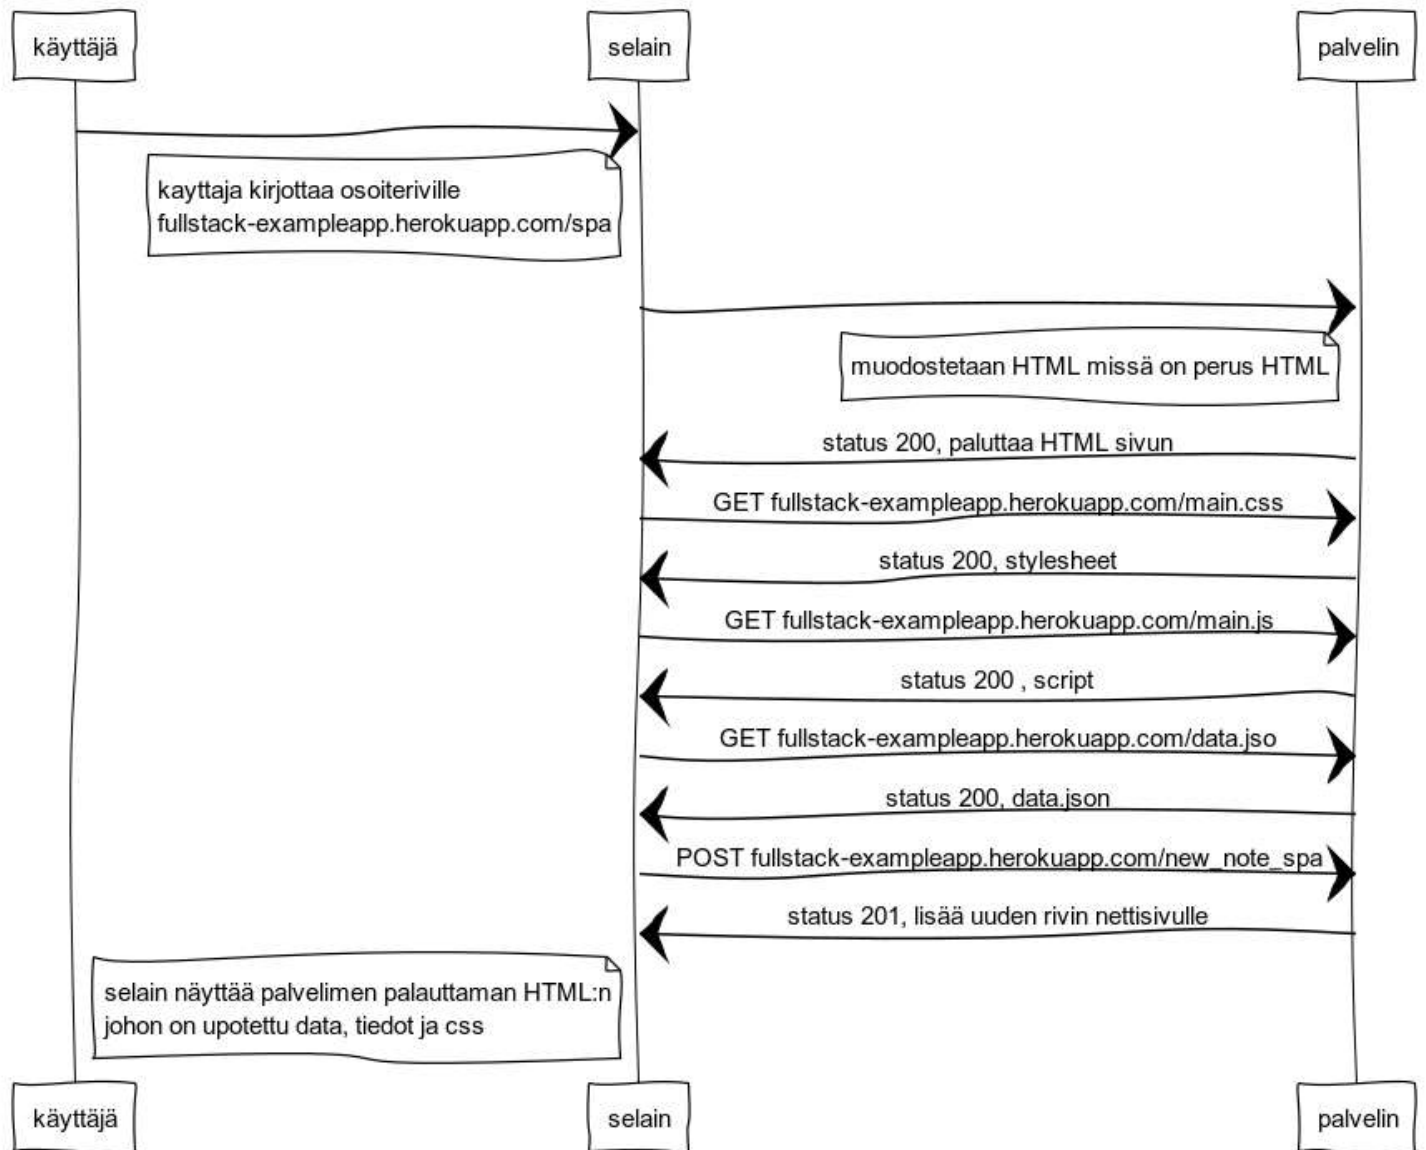 käyttäjä
selain
palvelin
kayttaja kirjottaa osoiteriville
fullstack-exampleapp.herokuapp.com/spa
muodostetaan HTML missä on perus HTML
status 200, paluttaa HTML sivun
GET fullstack-exampleapp.herokuapp.com/main.css
status 200, stylesheet
GET fullstack-exampleapp.herokuapp.com/main.js
status 200 , script
GET fullstack-exampleapp.herokuapp.com/data.jso
status 200, data.json
POST fullstack-exampleapp.herokuapp.com/new_note_spa
status 201, lisää uuden rivin nettisivulle
selain näyttää palvelimen palauttaman HTML:n
johon on upotettu data, tiedot ja css
käyttäjä
selain
palvelin